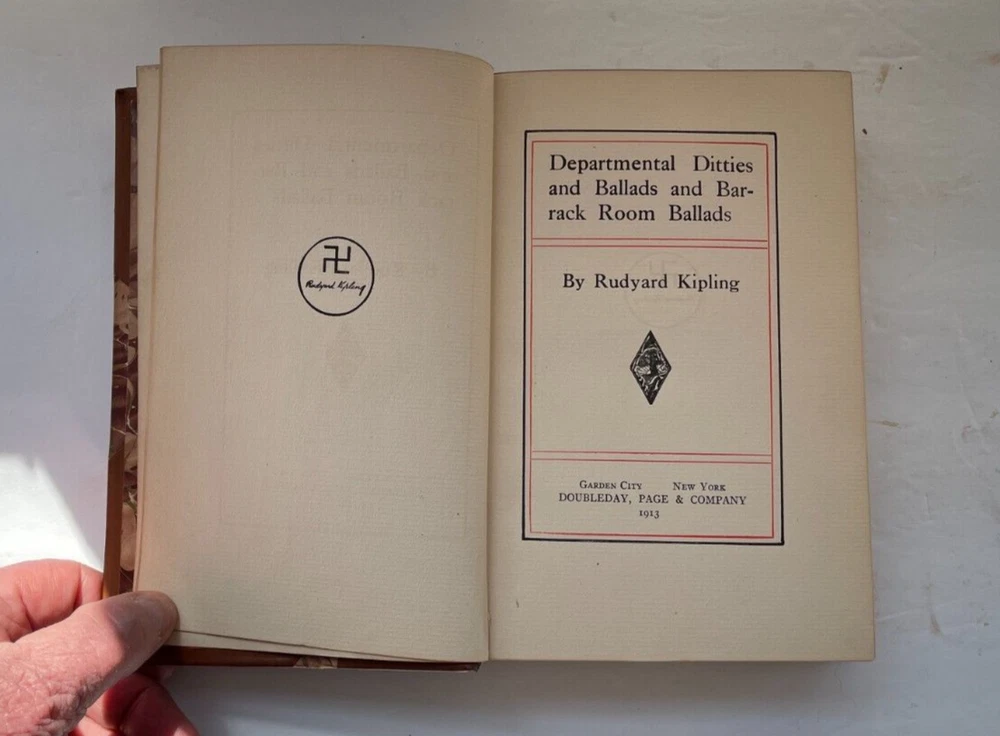 Rudyard Kipling
Departmental Ditties
and Ballads and Bar-
rack Room Ballads
By Rudyard Kipling
Garden City New York
DOUBLEDAY, PAGE & COMPANY
1913